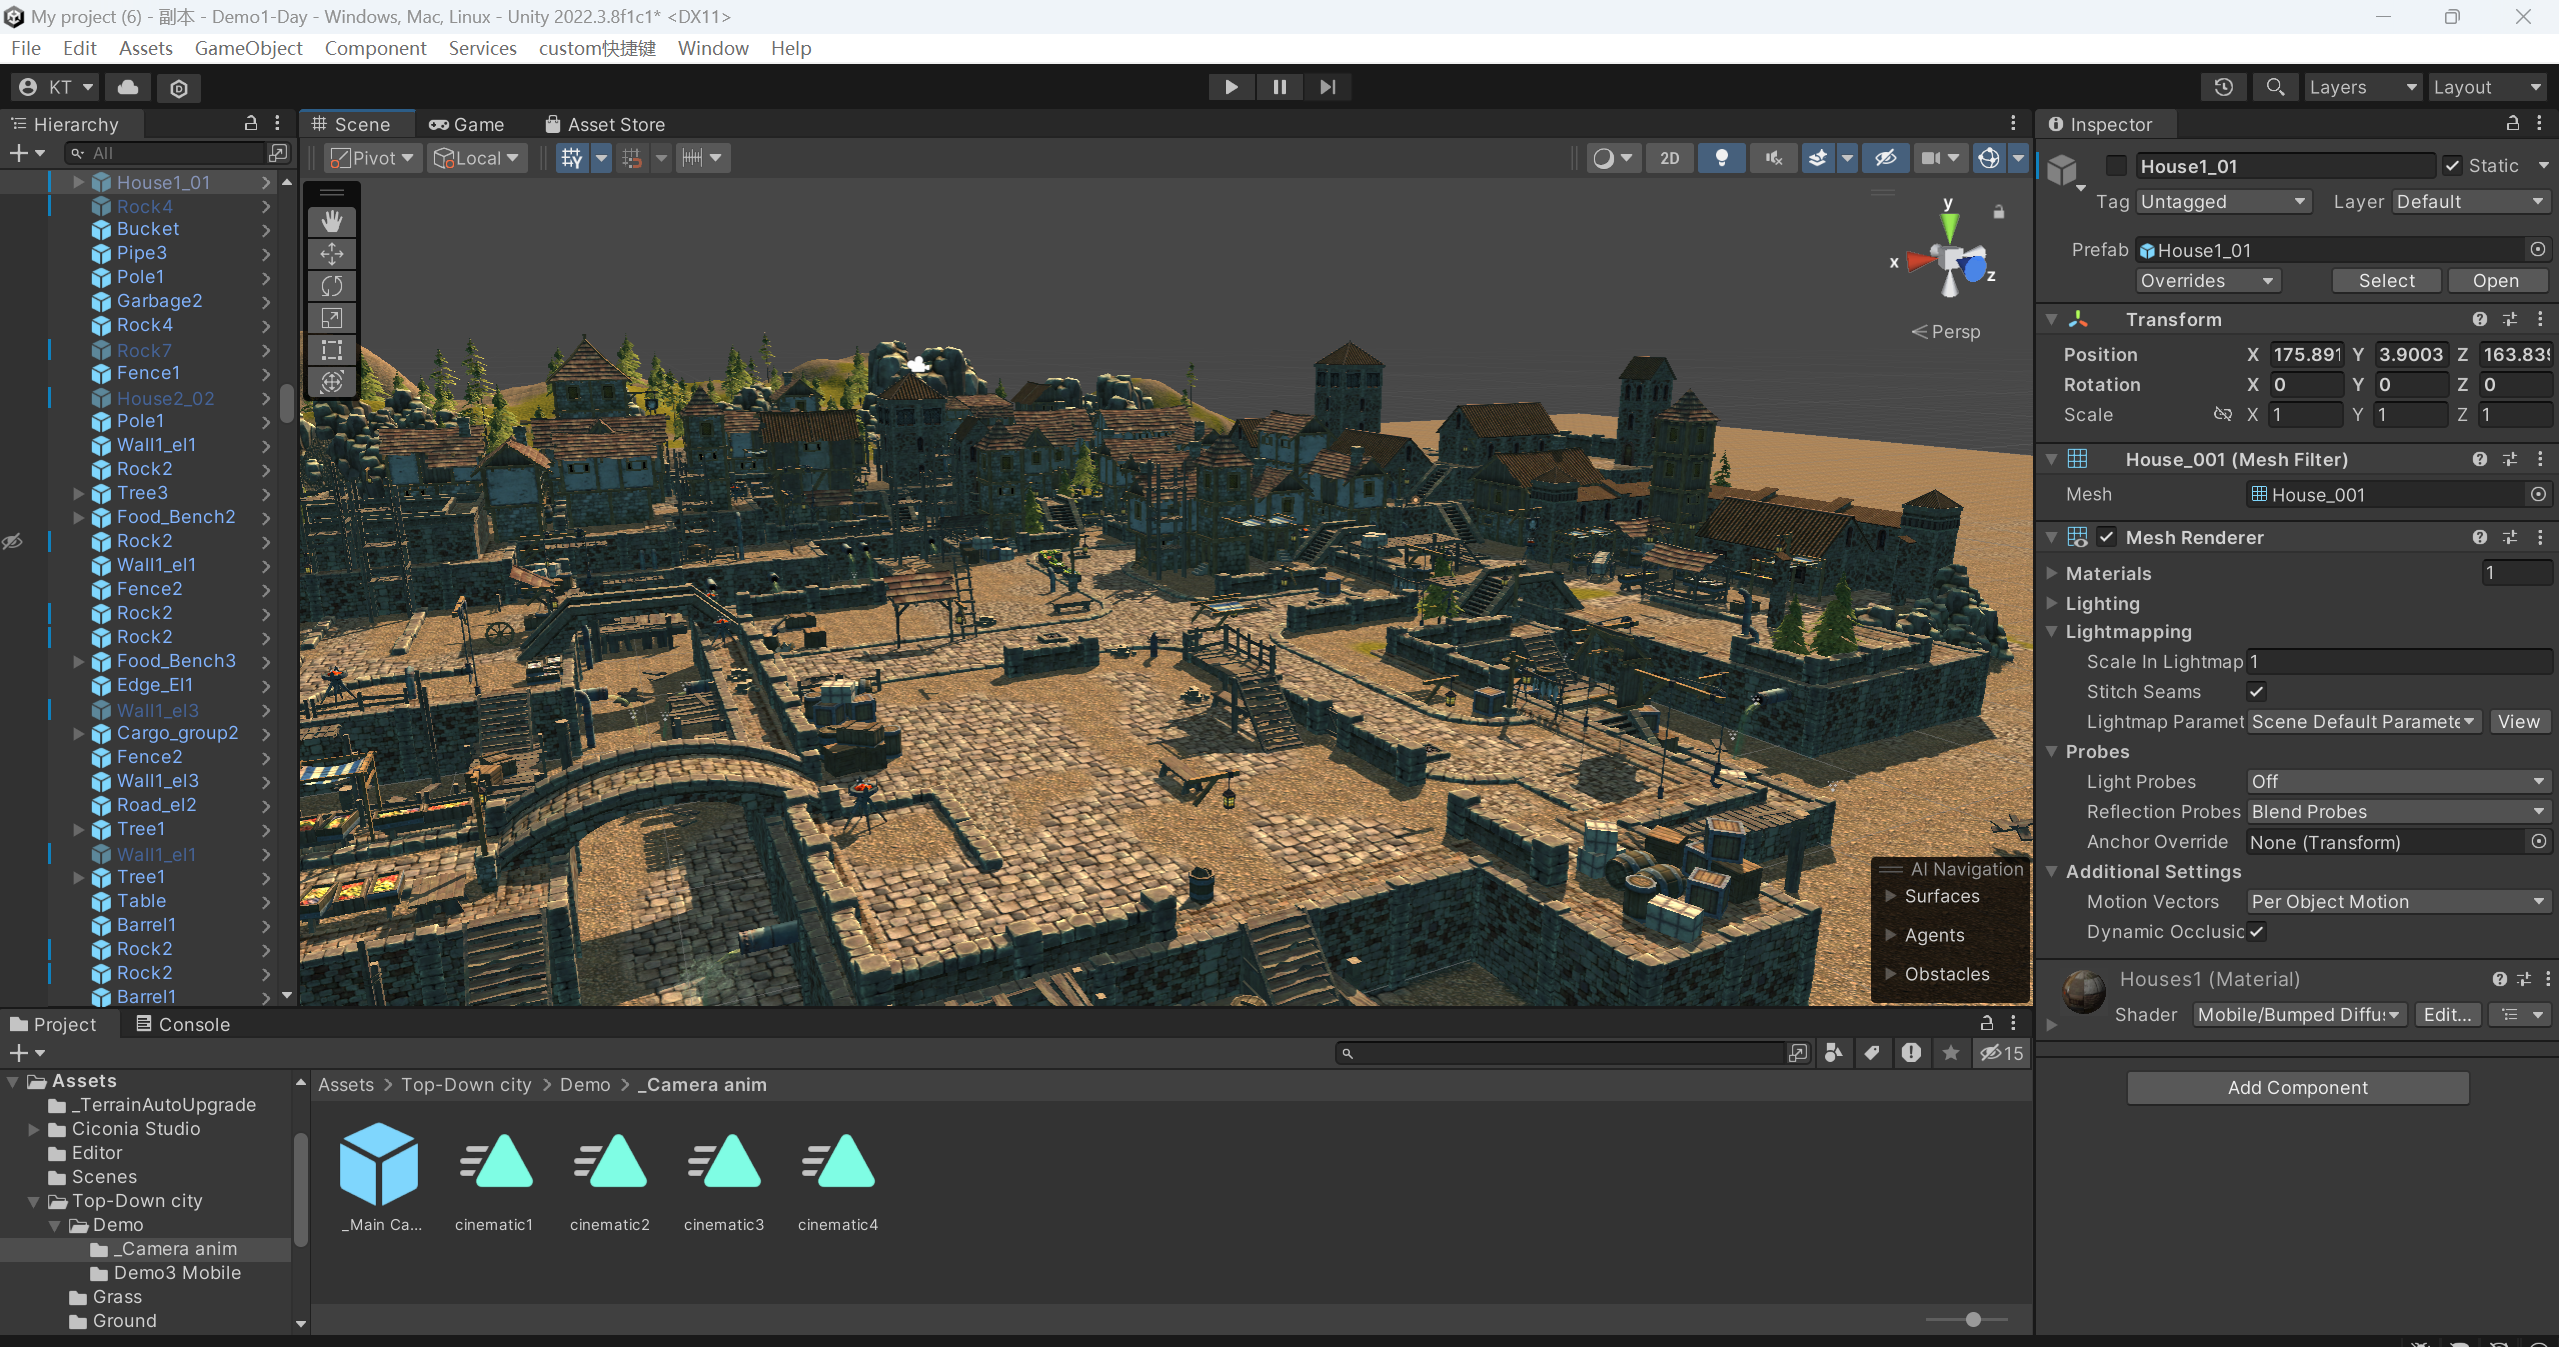 My project (6) - 副本 - Demo1-Day - Windows, Mac, Linux - Unity 2022.3.8f1c1* <DX11>
File Edit Assets GameObject Component Services custom快捷键 Window Help
KT Layers Layout
Hierarchy
All
House1_01
Rock4
Bucket
Pipe3
Pole1
Garbage2
Rock4
Rock7
Fence1
House2_02
Pole1
Wall1_el1
Rock2
Tree3
Food_Bench2
Rock2
Wall1_el1
Fence2
Rock2
Rock2
Food_Bench3
Edge_El1
Wall1_el3
Cargo_group2
Fence2
Wall1_el3
Road_el2
Tree1
Wall1_el1
Tree1
Table
Barrel1
Rock2
Rock2
Barrel1
Scene Game Asset Store
Pivot Local 2D
y
x
z
Persp
AI Navigation
Surfaces
Agents
Obstacles
Inspector
House1_01 Static
Tag Untagged Layer Default
Prefab House1_01
Overrides Select Open
Transform
Position X 175.891 Y 3.9003 Z 163.839
Rotation X 0 Y 0 Z 0
Scale X 1 Y 1 Z 1
House_001 (Mesh Filter)
Mesh House_001
Mesh Renderer
Materials 1
Lighting
Lightmapping
Scale In Lightmap 1
Stitch Seams
Lightmap Paramet Scene Default Paramete View
Probes
Light Probes Off
Reflection Probes Blend Probes
Anchor Override None (Transform)
Additional Settings
Motion Vectors Per Object Motion
Dynamic Occlusic
Houses1 (Material)
Shader Mobile/Bumped Diffus Edit...
Add Component
Project Console
15
Assets
_TerrainAutoUpgrade
Ciconia Studio
Editor
Scenes
Top-Down city
Demo
_Camera anim
Demo3 Mobile
Grass
Ground
Assets > Top-Down city > Demo > _Camera anim
_Main Ca... cinematic1 cinematic2 cinematic3 cinematic4